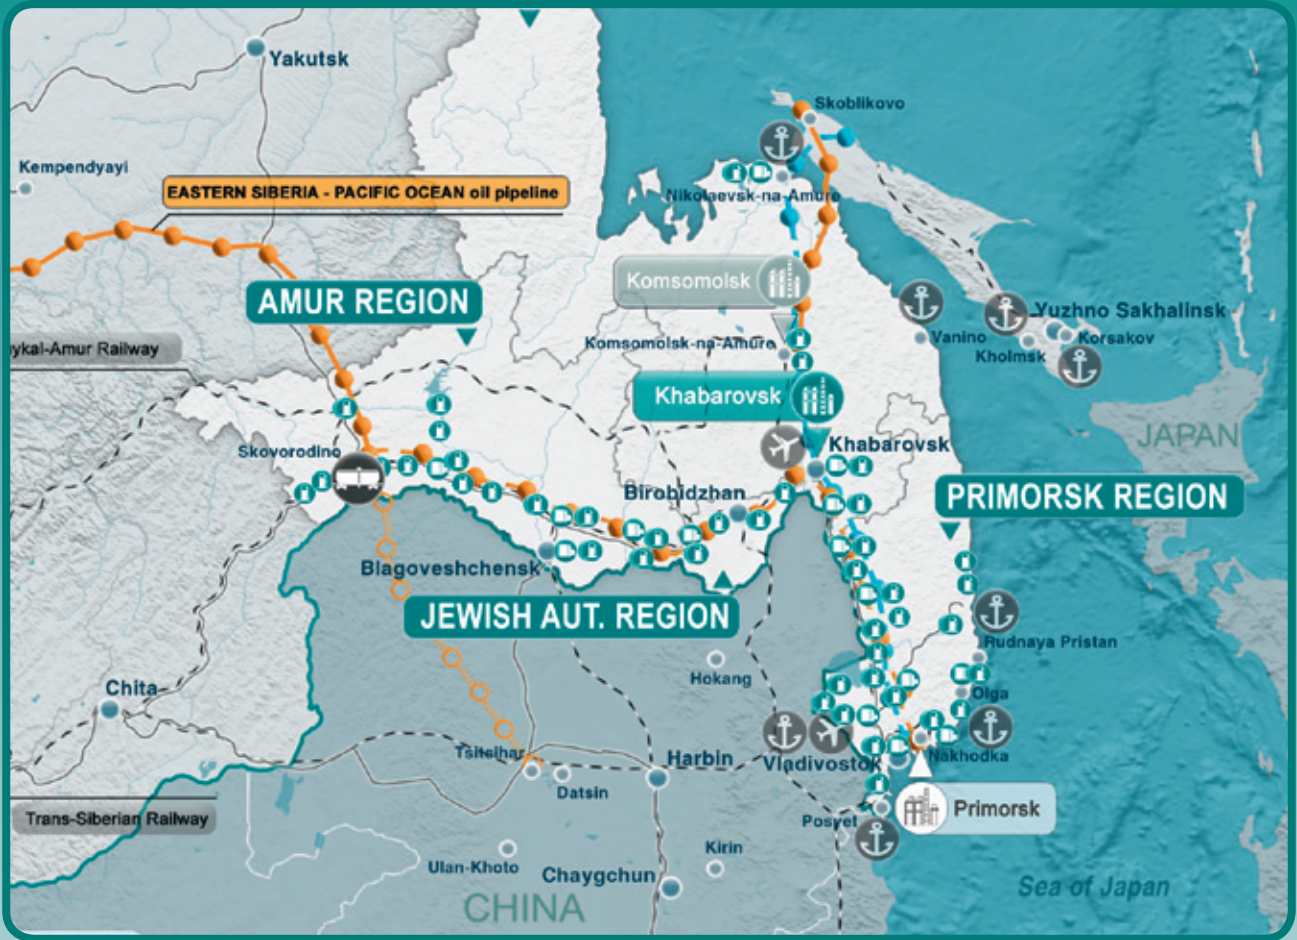 Yakutsk
Skoblikovo
Kempendyayi
EASTERN SIBERIA - PACIFIC OCEAN oil pipeline
Nikolaevsk-na-Amure
Komsomolsk
AMUR REGION
Yuzhno Sakhalinsk
Vanino
Korsakov
Kholmsk
ykal-Amur Railway
Komsomolsk-na-Amure
Khabarovsk
JAPAN
Khabarovsk
Skovorodino
Birobidzhan
PRIMORSK REGION
Blagoveshchensk
JEWISH AUT. REGION
Rudnaya Pristan
Hokang
Chita
Olga
Tsitsihar
Harbin
Vladivostok
Nakhodka
Datsin
Primorsk
Trans-Siberian Railway
Posyet
Kirin
Ulan-Khoto
Chaygchun
Sea of Japan
CHINA